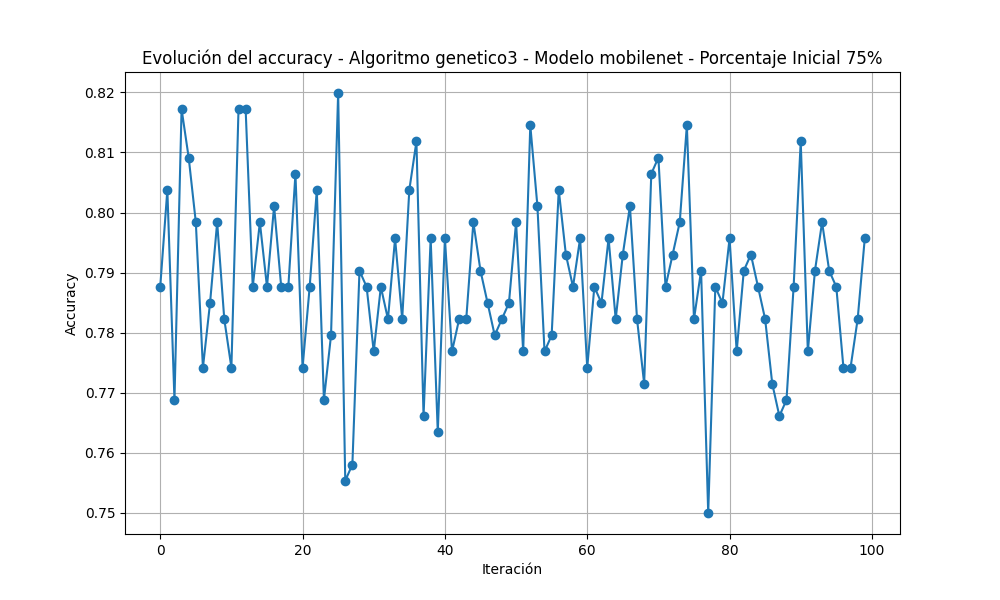 Evolución del accuracy - Algoritmo genetico3 - Modelo mobilenet - Porcentaje Inicial 75%
0.82
0.81
0.80
0.79
0.78
0.77
0.76
0.75
Accuracy
0 20 40 60 80 100
Iteración